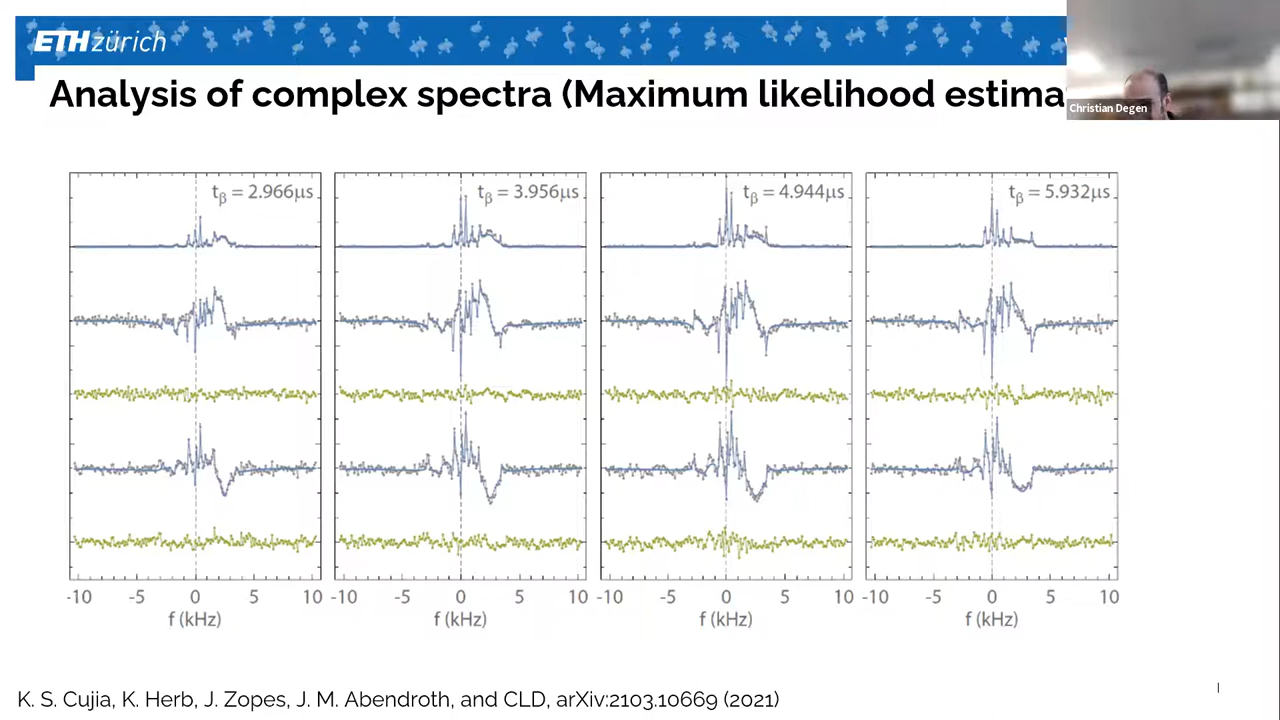 ETH zürich
Analysis of complex spectra (Maximum likelihood estima
Christian Degen
tβ = 2.966µs
tβ = 3.956µs
tβ = 4.944µs
tβ = 5.932µs
-10 -5 0 5 10
-10 -5 0 5 10
-10 -5 0 5 10
-10 -5 0 5 10
f (kHz)
f (kHz)
f (kHz)
f (kHz)
K. S. Cujia, K. Herb, J. Zopes, J. M. Abendroth, and CLD, arXiv:2103.10669 (2021)